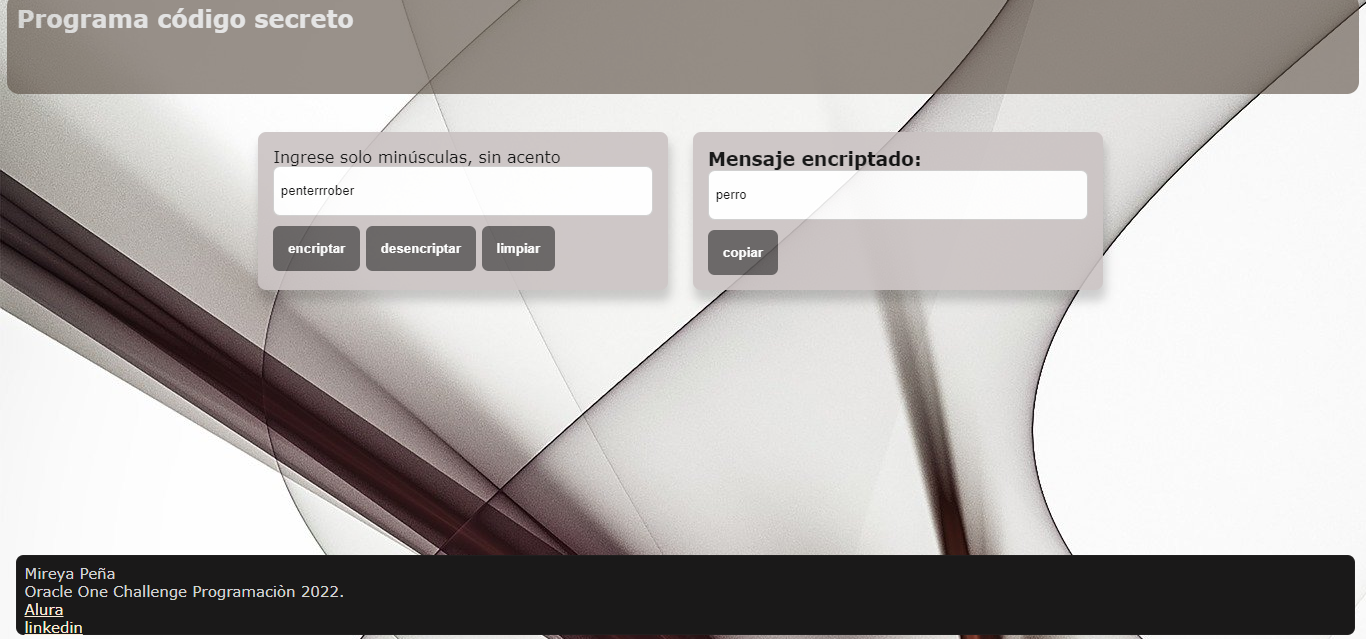 Programa código secreto
Ingrese solo minúsculas, sin acento
penterrrober
encriptar desencriptar limpiar
Mensaje encriptado:
perro
copiar
Mireya Peña
Oracle One Challenge Programaciòn 2022.
Alura
linkedin